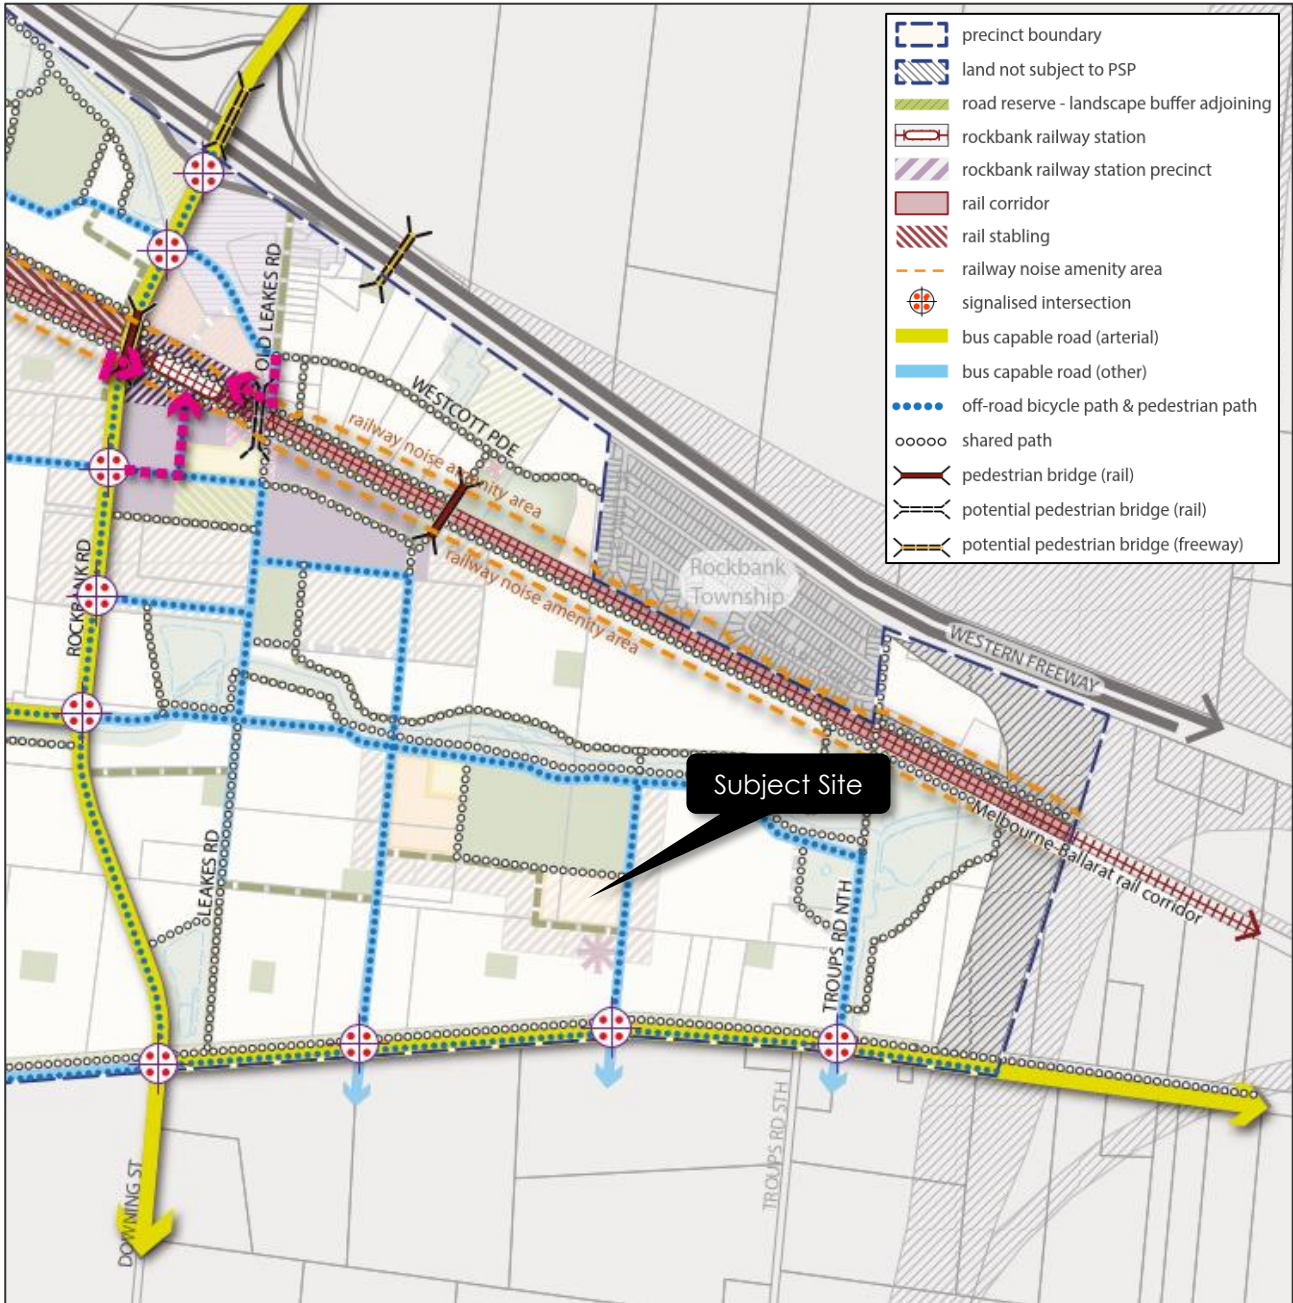 precinct boundary
land not subject to PSP
road reserve - landscape buffer adjoining
rockbank railway station
rockbank railway station precinct
rail corridor
rail stabling
railway noise amenity area
signalised intersection
bus capable road (arterial)
bus capable road (other)
off-road bicycle path & pedestrian path
shared path
pedestrian bridge (rail)
potential pedestrian bridge (rail)
potential pedestrian bridge (freeway)
OLD LEAKES RD
WESTCOTT PDE
railway noise amenity area
railway noise amenity area
Rockbank
Township
ROCKBANK RD
WESTERN FREEWAY
Subject Site
Melbourne-Ballarat rail corridor
LEAKES RD
TROUPS RD NTH
TROUPS RD STH
DOWNING ST